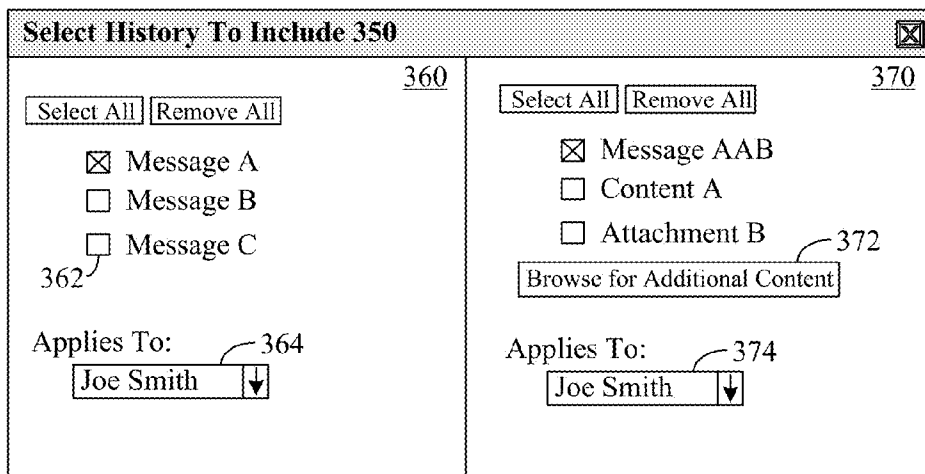 Select History To Include 350
360
Select All Remove All
Message A
Message B
Message C
362
Applies To:
364
Joe Smith
370
Select All Remove All
Message AAB
Content A
Attachment B
372
Browse for Additional Content
Applies To:
374
Joe Smith